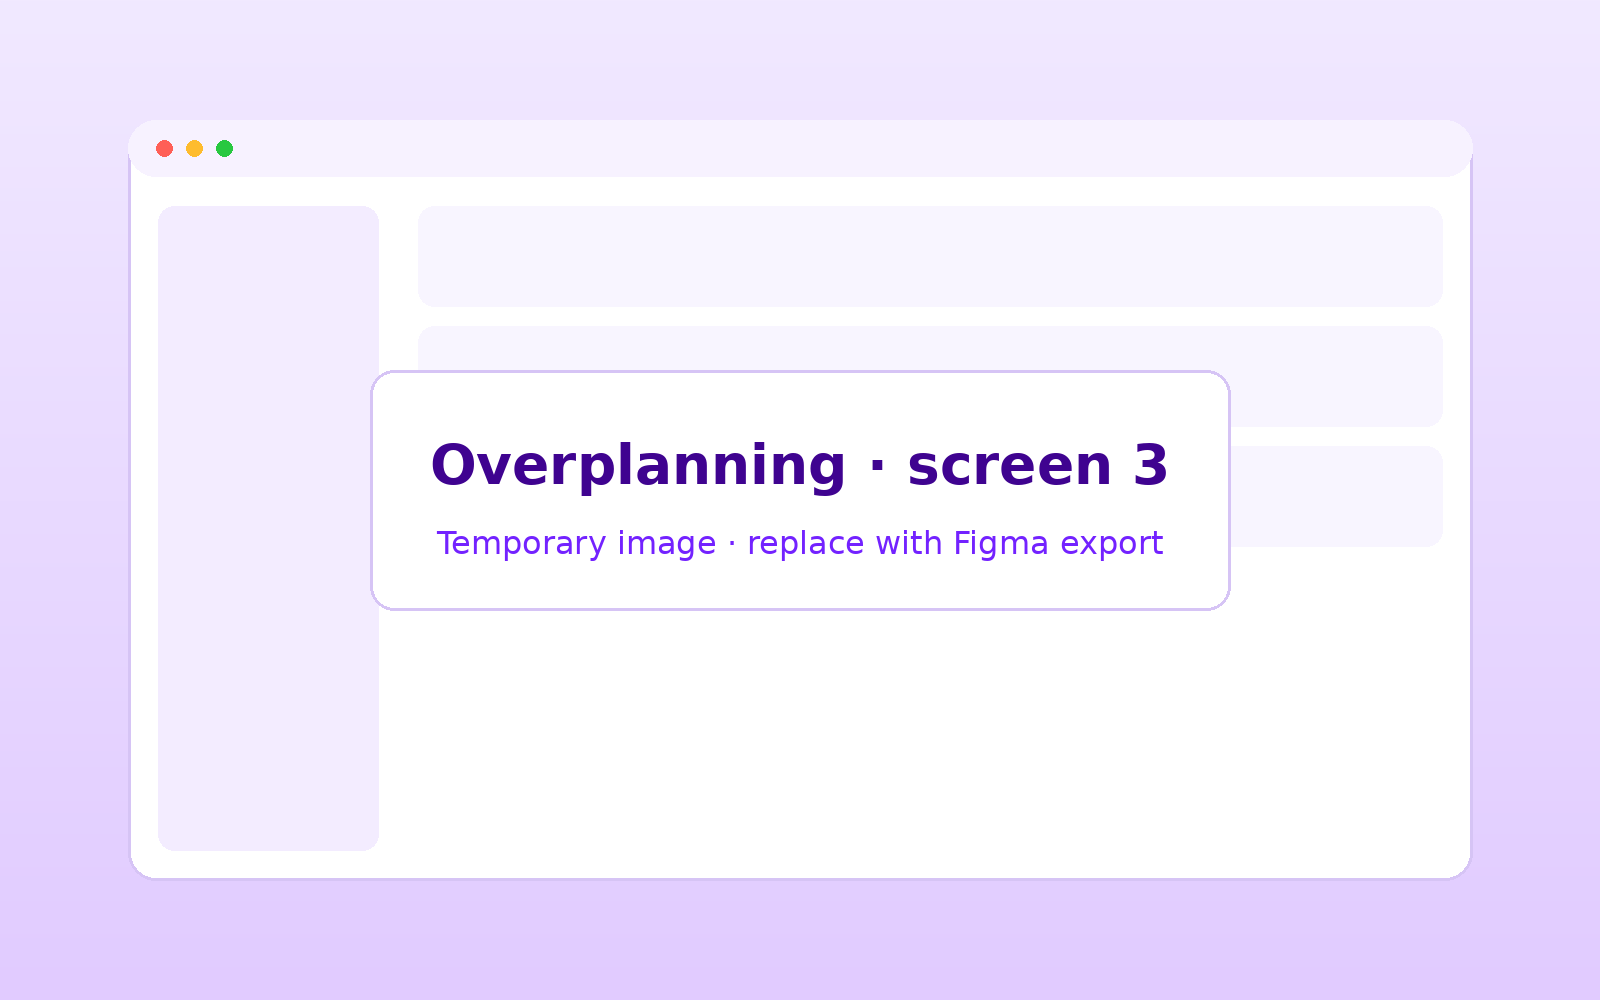 Overplanning · screen 3
Temporary image · replace with Figma export